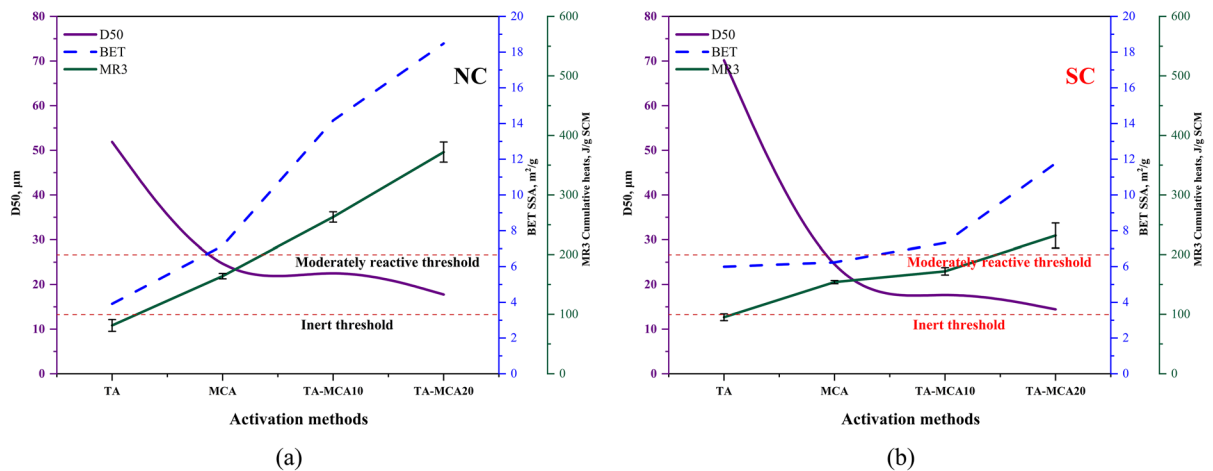 80
70
60
50
40
30
20
10
0
D50, μm
D50
BET
MR3
NC
Moderately reactive threshold
Inert threshold
TA
MCA
TA-MCA10
TA-MCA20
Activation methods
20
18
16
14
12
10
8
6
4
2
0
BET SSA, m²/g
600
500
400
300
200
100
0
MR3 Cumulative heats, J/g SCM
(a)
80
70
60
50
40
30
20
10
0
D50, μm
D50
BET
MR3
SC
Moderately reactive threshold
Inert threshold
TA
MCA
TA-MCA10
TA-MCA20
Activation methods
20
18
16
14
12
10
8
6
4
2
0
BET SSA, m²/g
600
500
400
300
200
100
0
MR3 Cumulative heats, J/g SCM
(b)